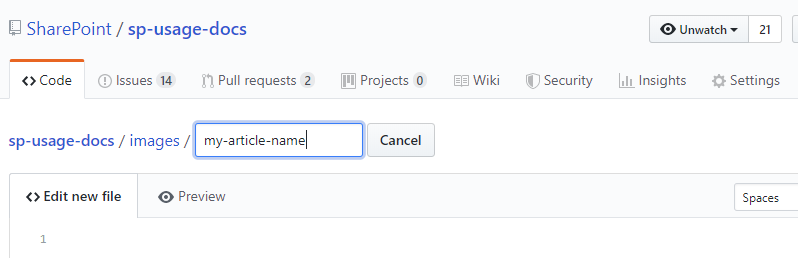 SharePoint / sp-usage-docs Unwatch 21
Code Issues 14 Pull requests 2 Projects 0 Wiki Security Insights Settings
sp-usage-docs / images / my-article-name Cancel
Edit new file Preview Spaces
1